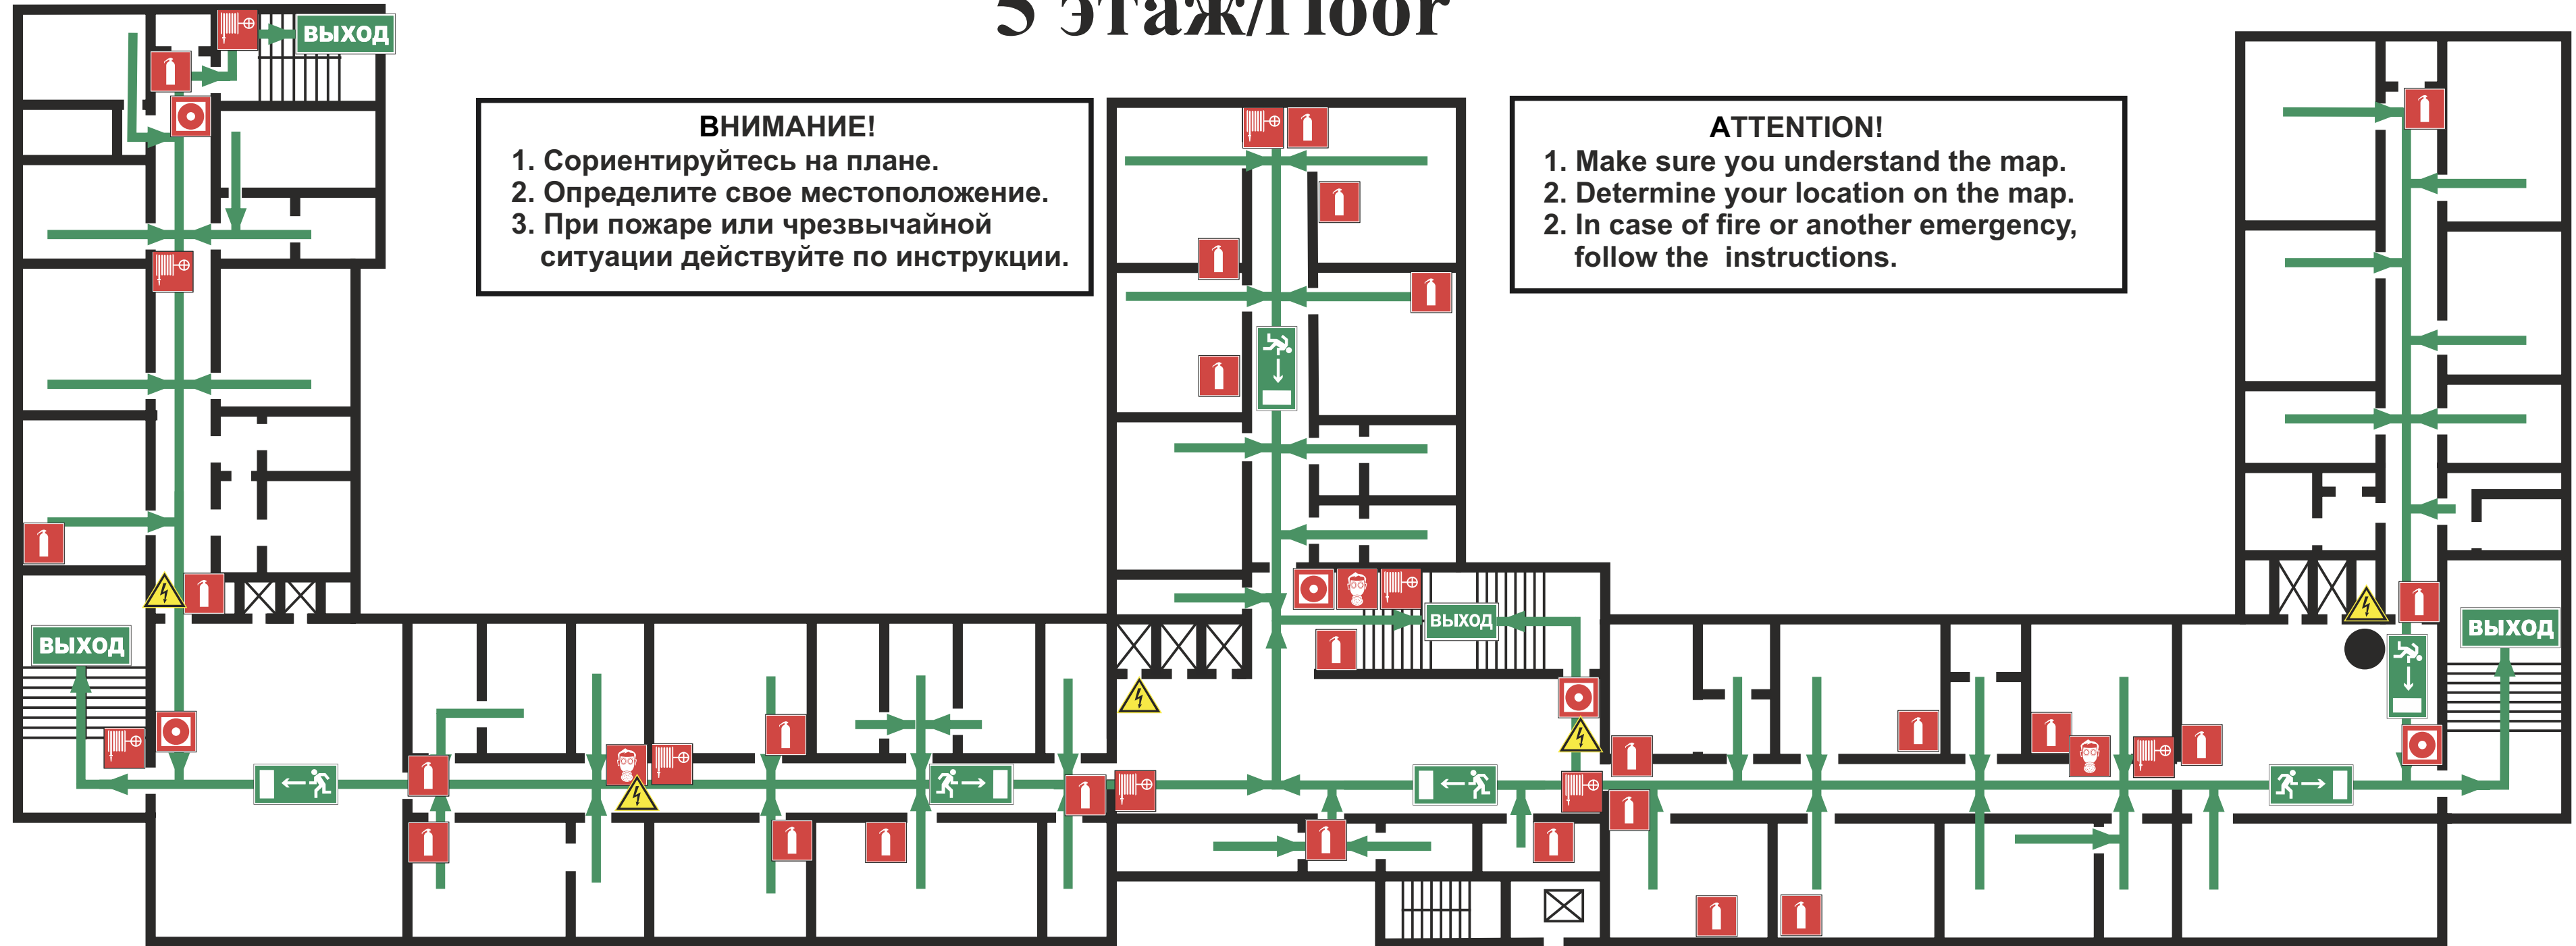 5 этаж/Floor
ВЫХОД
ВНИМАНИЕ!
1. Сориентируйтесь на плане.
2. Определите свое местоположение.
3. При пожаре или чрезвычайной
ситуации действуйте по инструкции.
ATTENTION!
1. Make sure you understand the map.
2. Determine your location on the map.
2. In case of fire or another emergency,
follow the instructions.
ВЫХОД
ВЫХОД
ВЫХОД